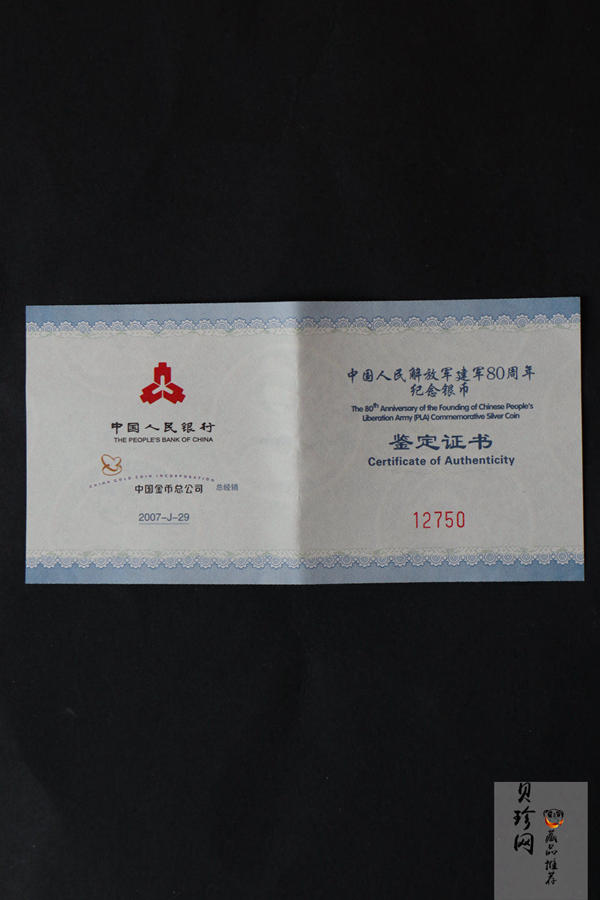 中国人民银行
THE PEOPLE'S BANK OF CHINA
CHINA GOLD COIN INCORPORATION
中国金币总公司 总经销
2007-J-29
中国人民解放军建军80周年
纪念银币
The 80th Anniversary of the Founding of Chinese People's
Liberation Army (PLA) Commemorative Silver Coin
鉴定证书
Certificate of Authenticity
12750
贝珍网
藏品推荐